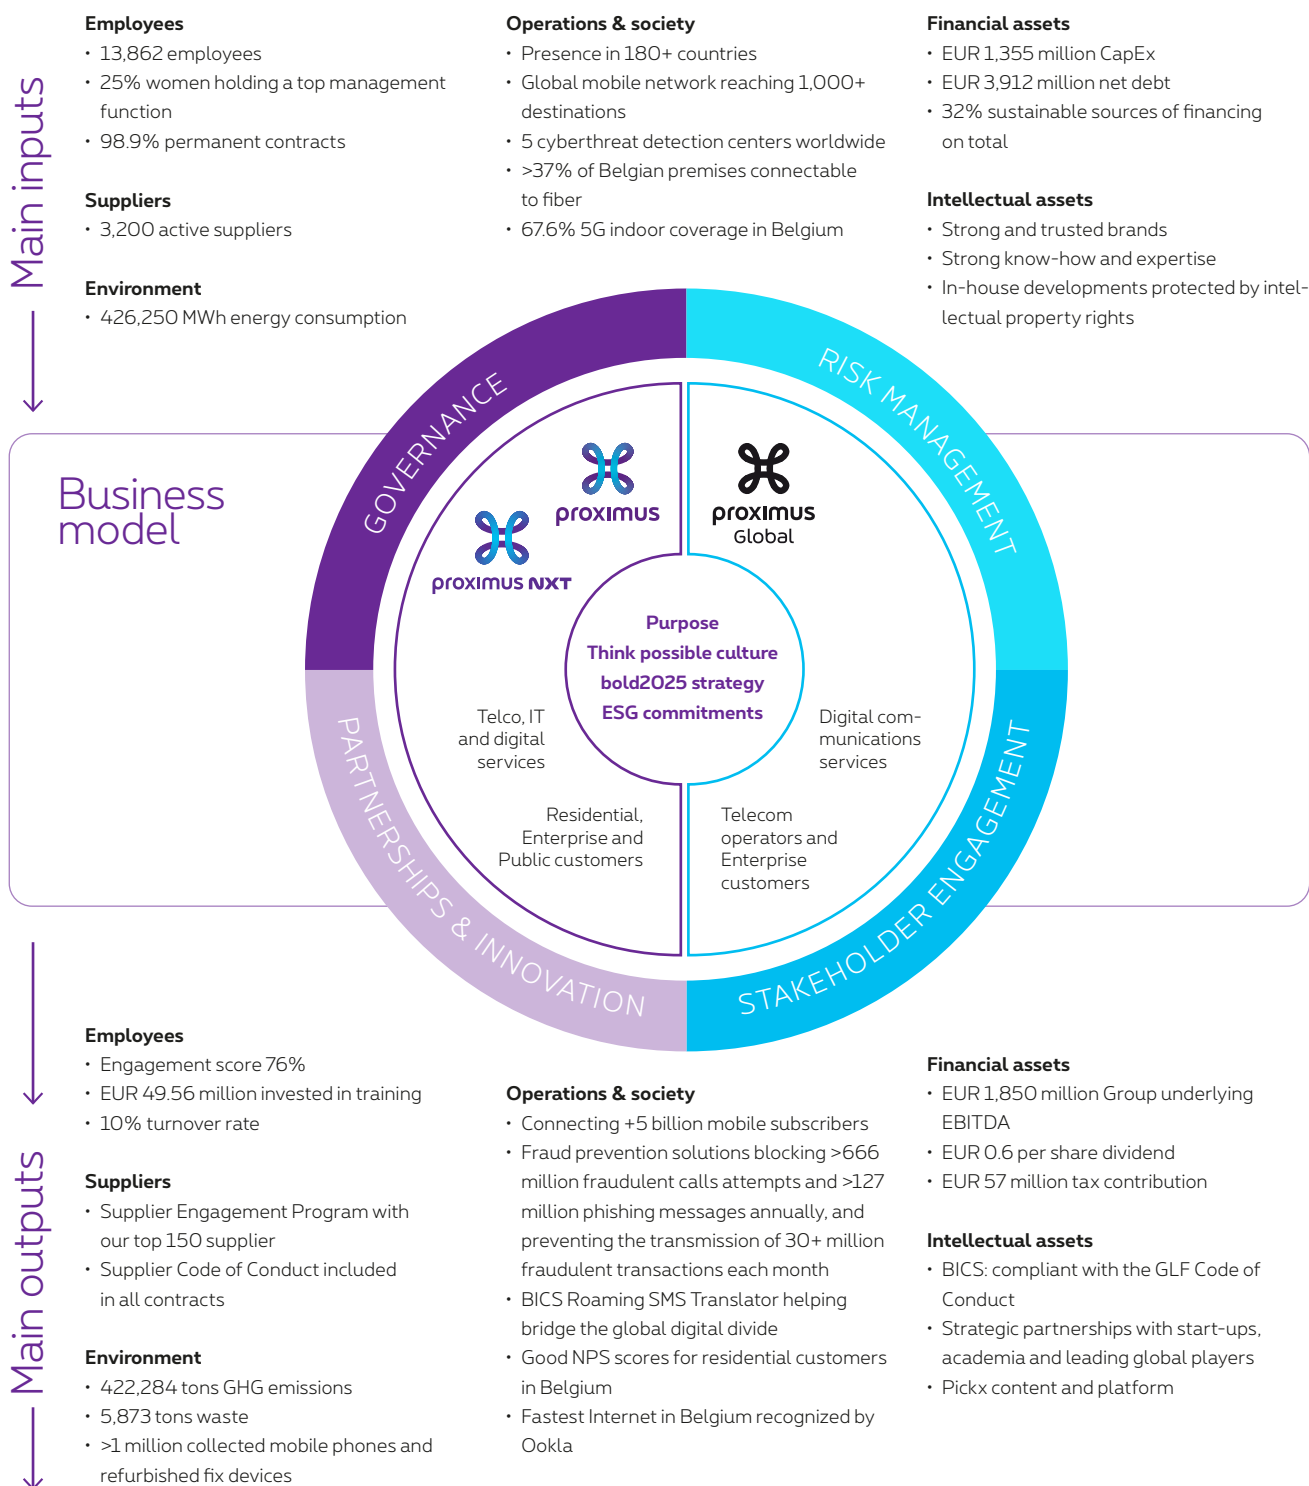 Main inputs
Employees
• 13,862 employees
• 25% women holding a top management
function
• 98.9% permanent contracts
Suppliers
• 3,200 active suppliers
Environment
• 426,250 MWh energy consumption
Operations & society
• Presence in 180+ countries
• Global mobile network reaching 1,000+
destinations
• 5 cyberthreat detection centers worldwide
• >37% of Belgian premises connectable
to fiber
• 67.6% 5G indoor coverage in Belgium
Financial assets
• EUR 1,355 million CapEx
• EUR 3,912 million net debt
• 32% sustainable sources of financing
on total
Intellectual assets
• Strong and trusted brands
• Strong know-how and expertise
• In-house developments protected by intel-
lectual property rights
Business
model
GOVERNANCE
RISK MANAGEMENT
PARTNERSHIPS & INNOVATION
STAKEHOLDER ENGAGEMENT
proximus
proximus NXT
proximus
Global
Purpose
Think possible culture
bold2025 strategy
ESG commitments
Telco, IT
and digital
services
Residential,
Enterprise and
Public customers
Digital com-
munications
services
Telecom
operators and
Enterprise
customers
Main outputs
Employees
• Engagement score 76%
• EUR 49.56 million invested in training
• 10% turnover rate
Suppliers
• Supplier Engagement Program with
our top 150 supplier
• Supplier Code of Conduct included
in all contracts
Environment
• 422,284 tons GHG emissions
• 5,873 tons waste
• >1 million collected mobile phones and
refurbished fix devices
Operations & society
• Connecting +5 billion mobile subscribers
• Fraud prevention solutions blocking >666
million fraudulent calls attempts and >127
million phishing messages annually, and
preventing the transmission of 30+ million
fraudulent transactions each month
• BICS Roaming SMS Translator helping
bridge the global digital divide
• Good NPS scores for residential customers
in Belgium
• Fastest Internet in Belgium recognized by
Ookla
Financial assets
• EUR 1,850 million Group underlying
EBITDA
• EUR 0.6 per share dividend
• EUR 57 million tax contribution
Intellectual assets
• BICS: compliant with the GLF Code of
Conduct
• Strategic partnerships with start-ups,
academia and leading global players
• Pickx content and platform